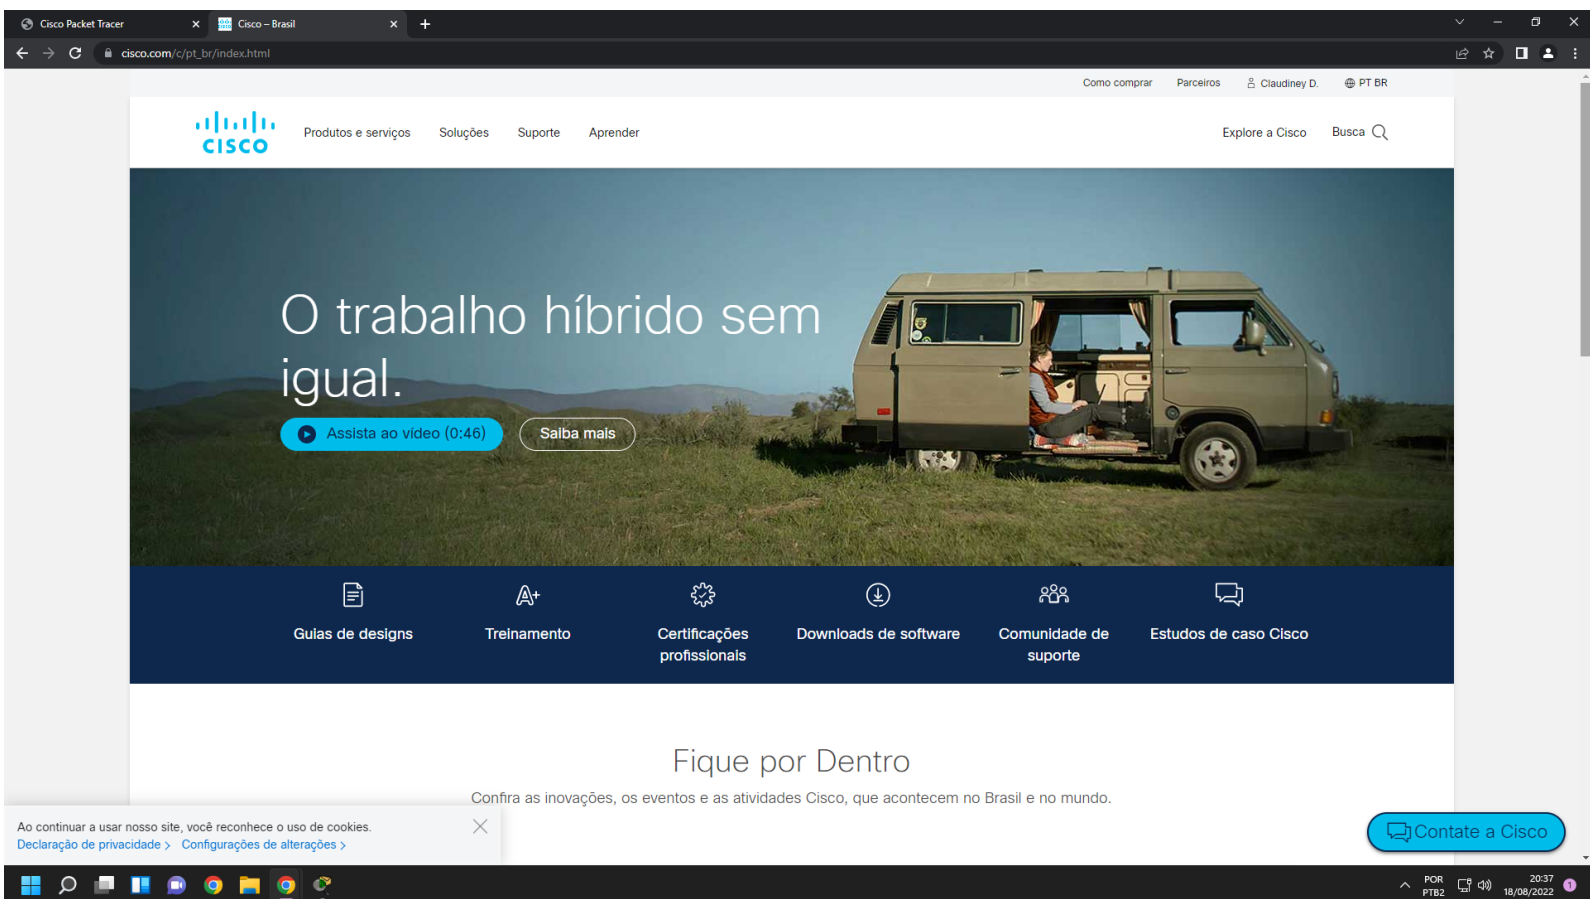 Cisco Packet Tracer
Cisco – Brasil
cisco.com/c/pt_br/index.html
Como comprar
Parceiros
Claudiney D.
PT BR
CISCO
Produtos e serviços
Soluções
Suporte
Aprender
Explore a Cisco
Busca
O trabalho híbrido sem
igual.
Assista ao vídeo (0:46)
Saiba mais
Guias de designs
Treinamento
Certificações
profissionais
Downloads de software
Comunidade de
suporte
Estudos de caso Cisco
Fique por Dentro
Confira as inovações, os eventos e as atividades Cisco, que acontecem no Brasil e no mundo.
Ao continuar a usar nosso site, você reconhece o uso de cookies.
Declaração de privacidade >
Configurações de alterações >
Contate a Cisco
POR
PTB2
20:37
18/08/2022
1